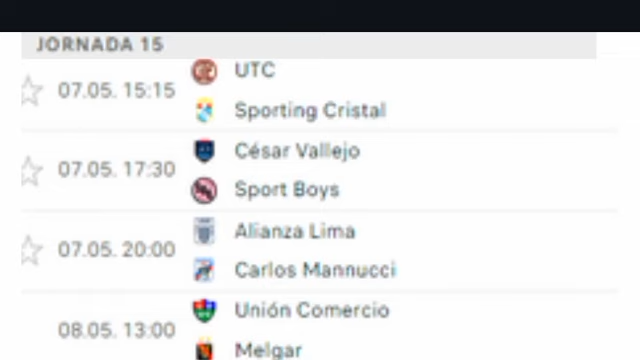 JORNADA 15
UTC
07.05. 15:15
Sporting Cristal
César Vallejo
07.05. 17:30
Sport Boys
Alianza Lima
07.05. 20:00
Carlos Mannucci
Unión Comercio
08.05. 13:00
Melgar